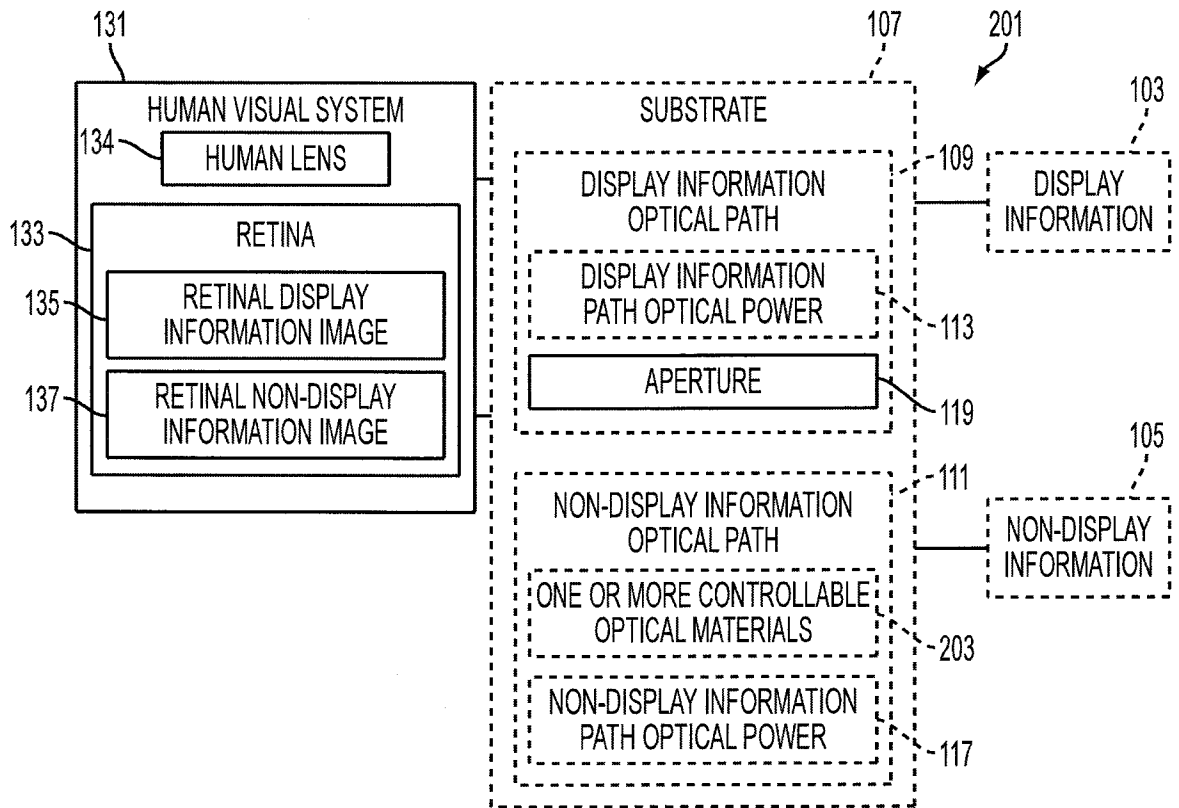 131
107
201
HUMAN VISUAL SYSTEM
134
HUMAN LENS
133
RETINA
135
RETINAL DISPLAY
INFORMATION IMAGE
137
RETINAL NON-DISPLAY
INFORMATION IMAGE
SUBSTRATE
109
DISPLAY INFORMATION
OPTICAL PATH
DISPLAY INFORMATION
PATH OPTICAL POWER
113
APERTURE
119
111
NON-DISPLAY INFORMATION
OPTICAL PATH
ONE OR MORE CONTROLLABLE
OPTICAL MATERIALS
203
NON-DISPLAY INFORMATION
PATH OPTICAL POWER
117
103
DISPLAY
INFORMATION
105
NON-DISPLAY
INFORMATION